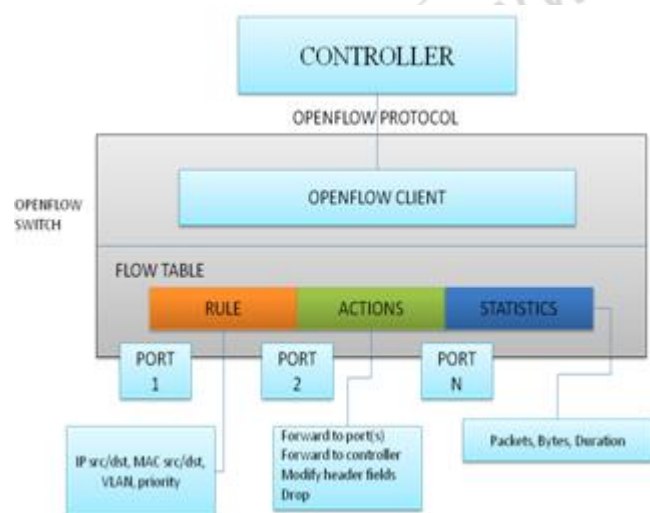 CONTROLLER
OPENFLOW PROTOCOL
OPENFLOW CLIENT
OPENFLOW
SWITCH
FLOW TABLE
RULE
ACTIONS
STATISTICS
PORT
1
PORT
2
PORT
N
IP src/dst, MAC src/dst,
VLAN, priority
Forward to port(s)
Forward to controller
Modify header fields
Drop
Packets, Bytes, Duration